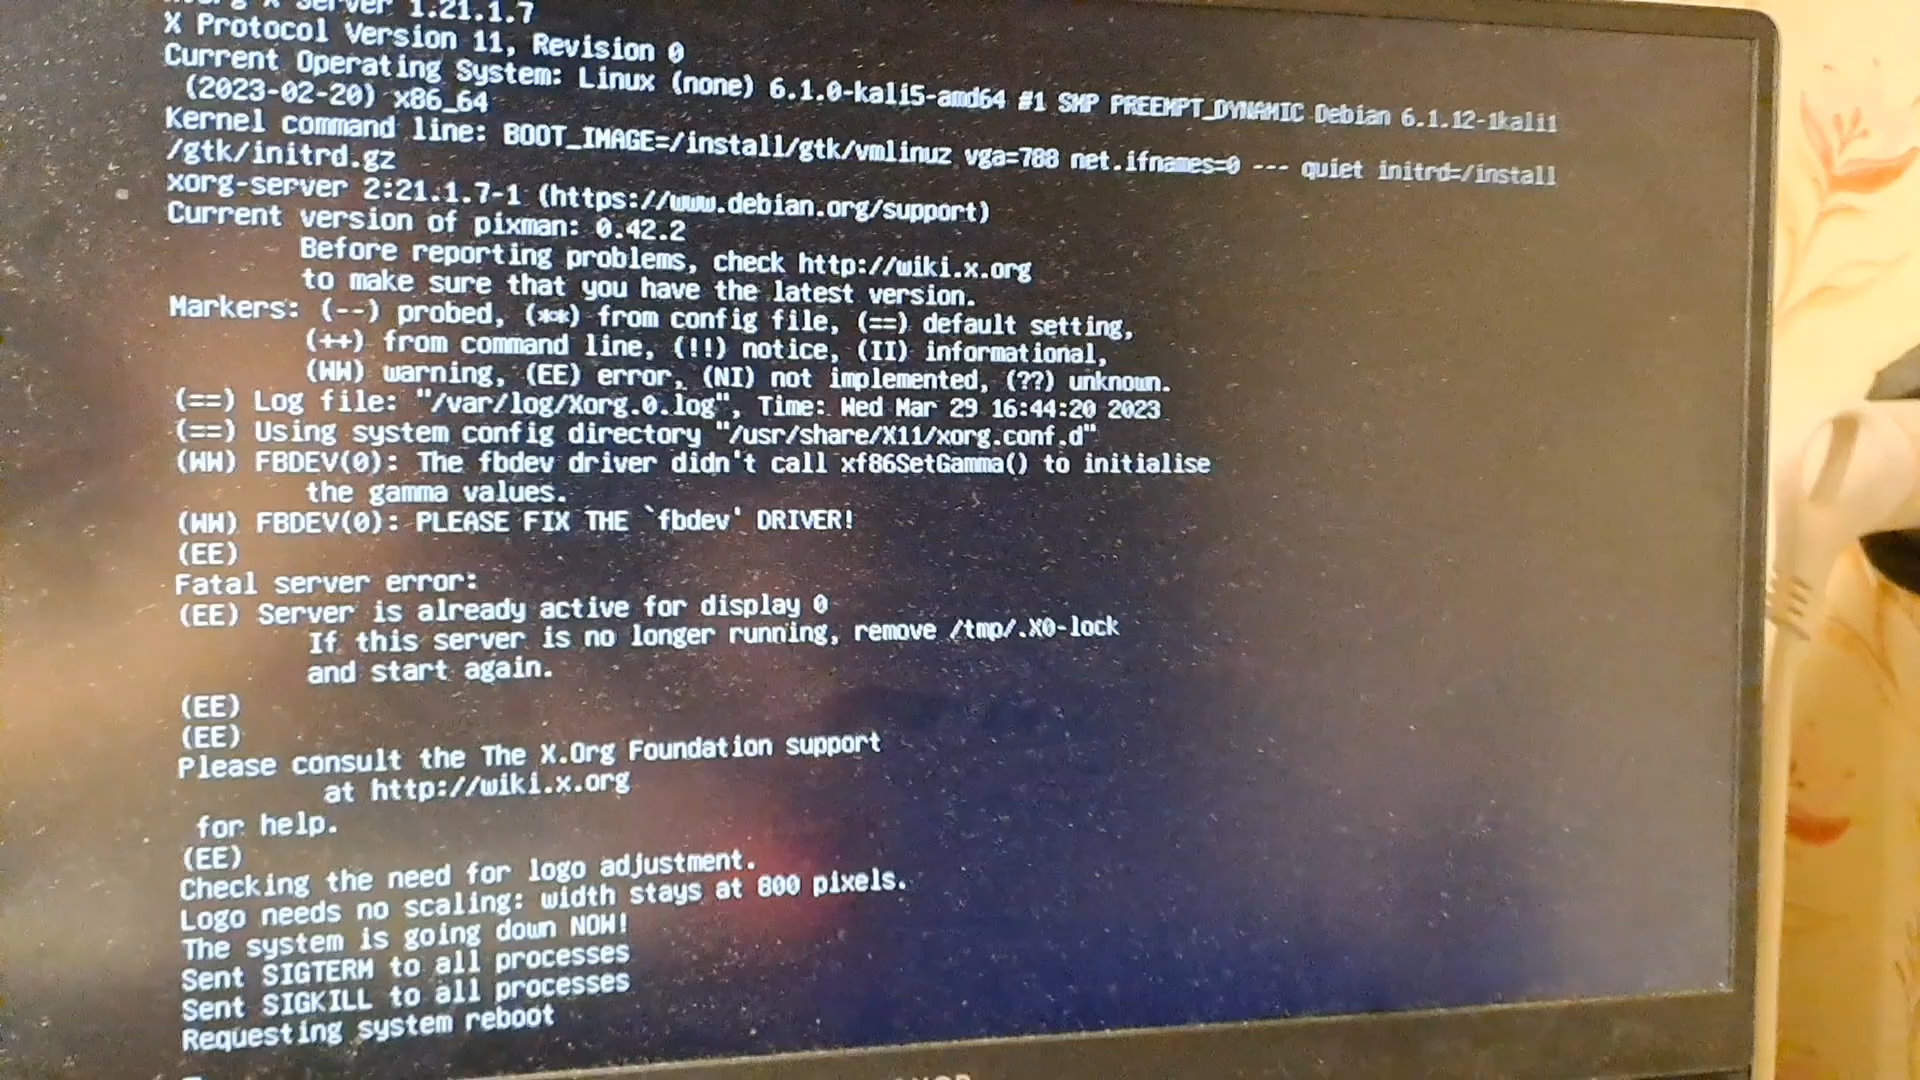 X Server 1.21.1.7
X Protocol Version 11, Revision 0
Current Operating System: Linux (none) 6.1.0-kali5-amd64 #1 SMP PREEMPT_DYNAMIC Debian 6.1.12-1kali1
(2023-02-20) x86_64
Kernel command line: BOOT_IMAGE=/install/gtk/vmlinuz vga=788 net.ifnames=0 --- quiet initrd=/install
/gtk/initrd.gz
xorg-server 2:21.1.7-1 (https://www.debian.org/support)
Current version of pixman: 0.42.2
Before reporting problems, check http://wiki.x.org
to make sure that you have the latest version.
Markers: (--) probed, (**) from config file, (==) default setting,
(++) from command line, (!!) notice, (II) informational,
(WW) warning, (EE) error, (NI) not implemented, (??) unknown.
(==) Log file: "/var/log/Xorg.0.log", Time: Wed Mar 29 16:44:20 2023
(==) Using system config directory "/usr/share/X11/xorg.conf.d"
(WW) FBDEV(0): The fbdev driver didn't call xf86SetGamma() to initialise
the gamma values.
(WW) FBDEV(0): PLEASE FIX THE `fbdev' DRIVER!
(EE)
Fatal server error:
(EE) Server is already active for display 0
If this server is no longer running, remove /tmp/.X0-lock
and start again.
(EE)
(EE)
Please consult the The X.Org Foundation support
at http://wiki.x.org
for help.
(EE)
Checking the need for logo adjustment.
Logo needs no scaling: width stays at 800 pixels.
The system is going down NOW!
Sent SIGTERM to all processes
Sent SIGKILL to all processes
Requesting system reboot